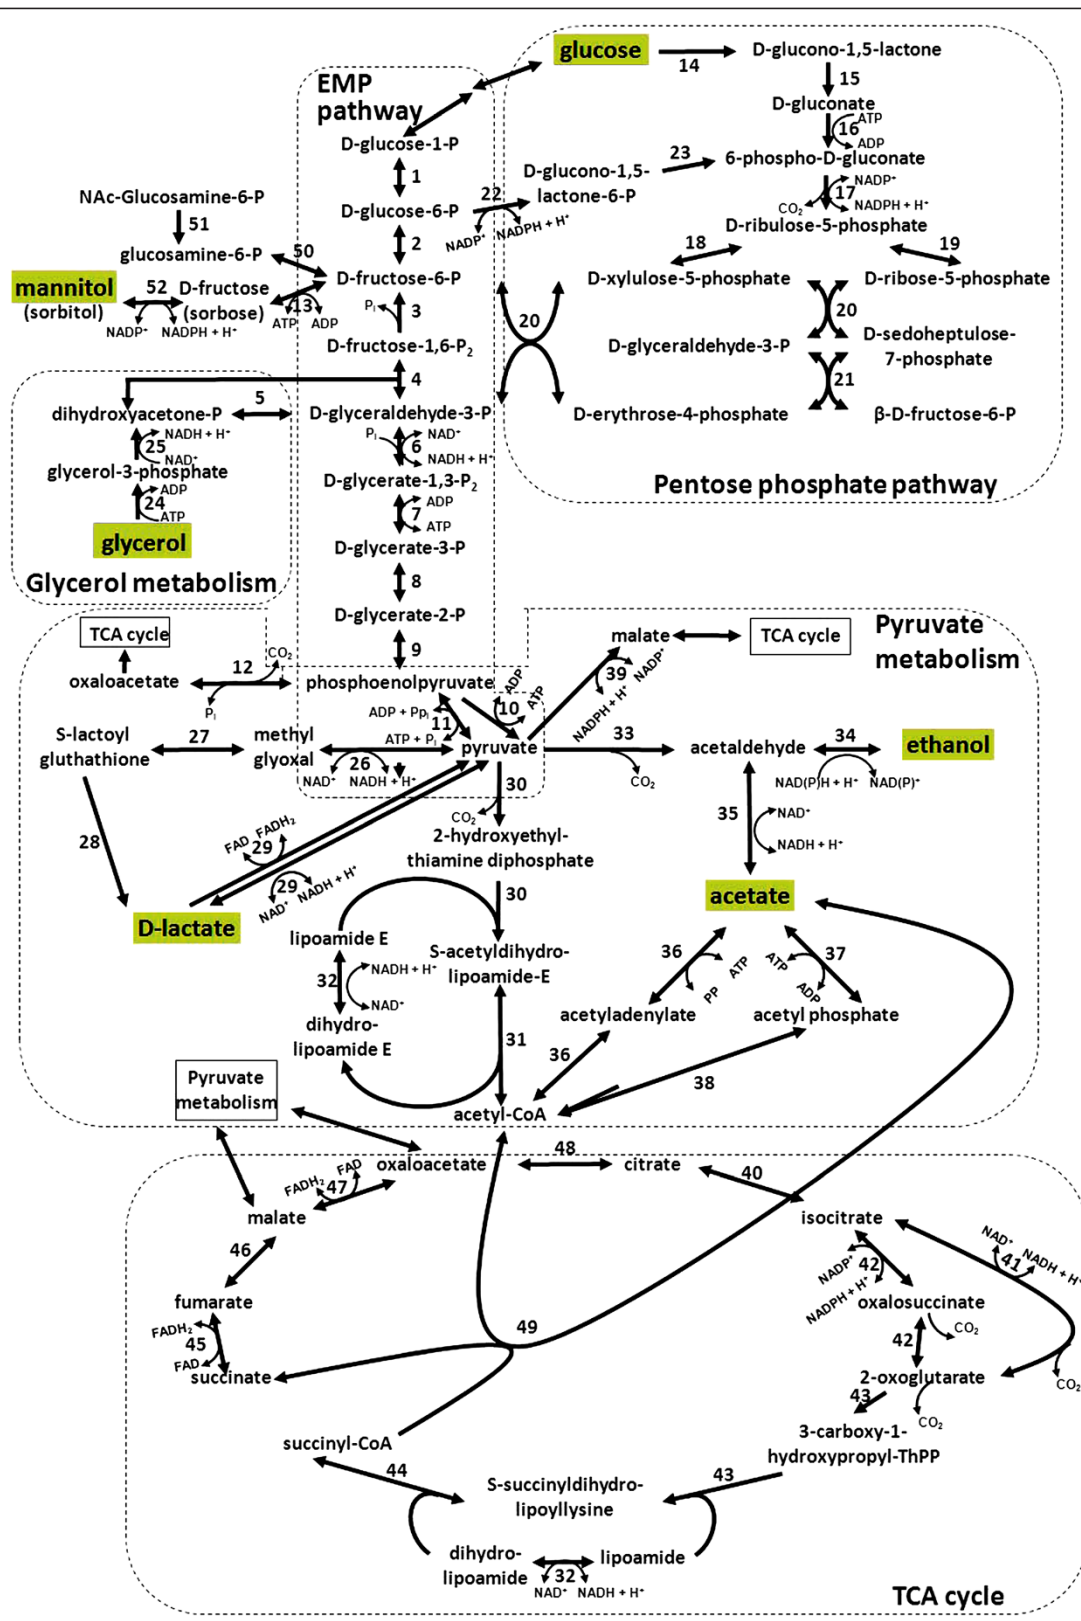 glucose
14
D-glucono-1,5-lactone
15
D-gluconate
ATP
16
ADP
6-phospho-D-gluconate
EMP
pathway
D-glucose-1-P
1
D-glucose-6-P
2
22
NADP⁺
NADPH + H⁺
D-glucono-1,5-
lactone-6-P
23
NADP⁺
17
CO₂
NADPH + H⁺
D-ribulose-5-phosphate
18
19
D-xylulose-5-phosphate
D-ribose-5-phosphate
20
20
D-glyceraldehyde-3-P
D-sedoheptulose-
7-phosphate
21
D-erythrose-4-phosphate
β-D-fructose-6-P
Pentose phosphate pathway
NAc-Glucosamine-6-P
51
glucosamine-6-P
50
mannitol
(sorbitol)
52
NADP⁺
NADPH + H⁺
D-fructose
(sorbose)
13
ATP
ADP
D-fructose-6-P
Pᵢ
3
D-fructose-1,6-P₂
4
5
dihydroxyacetone-P
25
NADH + H⁺
NAD⁺
glycerol-3-phosphate
24
ADP
ATP
glycerol
Glycerol metabolism
D-glyceraldehyde-3-P
Pᵢ
6
NAD⁺
NADH + H⁺
D-glycerate-1,3-P₂
7
ADP
ATP
D-glycerate-3-P
8
D-glycerate-2-P
9
TCA cycle
oxaloacetate
12
CO₂
Pᵢ
phosphoenolpyruvate
ADP + Ppᵢ
11
ATP + Pᵢ
10
ADP
ATP
malate
TCA cycle
Pyruvate
metabolism
39
NADP⁺
NADPH + H⁺
S-lactoyl
gluthathione
27
methyl
glyoxal
26
NAD⁺
NADH + H⁺
pyruvate
33
CO₂
acetaldehyde
34
NAD(P)H + H⁺
NAD(P)⁺
ethanol
28
FAD
FADH₂
29
29
NAD⁺
NADH + H⁺
D-lactate
30
CO₂
2-hydroxyethyl-
thiamine diphosphate
30
35
NAD⁺
NADH + H⁺
acetate
lipoamide E
S-acetyldihydro-
lipoamide-E
32
NADH + H⁺
NAD⁺
dihydro-
lipoamide E
31
36
ATP
PP
acetyladenylate
36
37
ATP
ADP
acetyl phosphate
38
acetyl-CoA
Pyruvate
metabolism
oxaloacetate
48
citrate
40
FADH₂
47
FAD
malate
46
isocitrate
NADP⁺
42
NADPH + H⁺
NAD⁺
41
NADH + H⁺
fumarate
oxalosuccinate
CO₂
42
FADH₂
45
FAD
succinate
49
2-oxoglutarate
CO₂
43
CO₂
3-carboxy-1-
hydroxypropyl-ThPP
succinyl-CoA
44
S-succinyldihydro-
lipoyllysine
43
dihydro-
lipoamide
32
NAD⁺
NADH + H⁺
lipoamide
TCA cycle